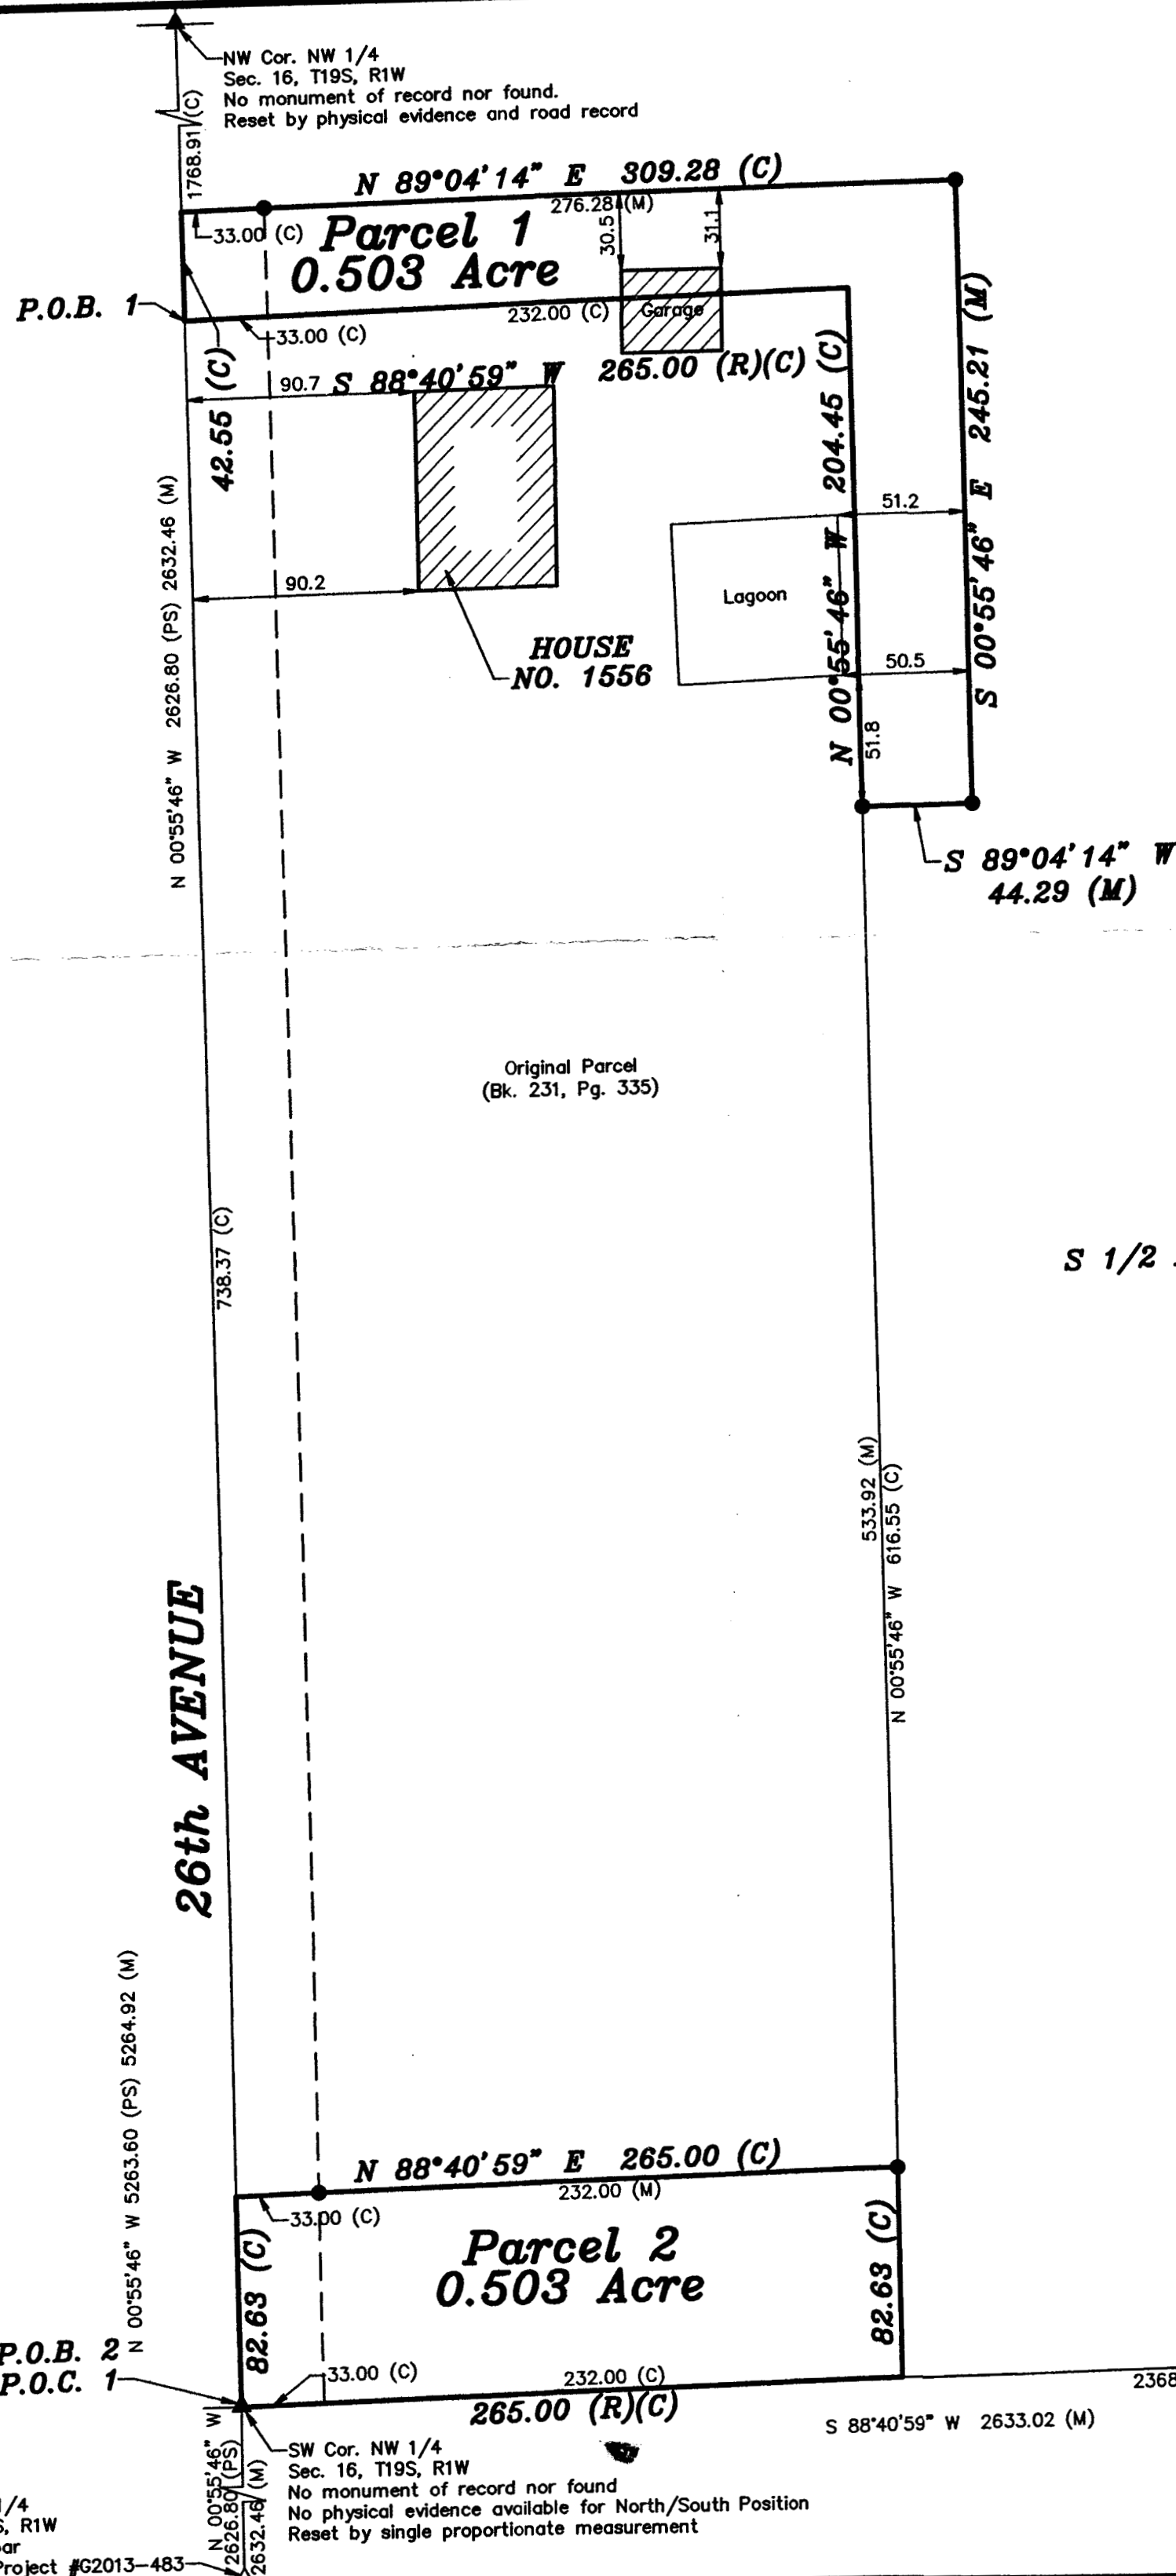 NW Cor. NW 1/4
Sec. 16, T19S, R1W
No monument of record nor found.
Reset by physical evidence and road record
1768.91 (C)
N 89°04'14" E 309.28 (C)
276.28 (M)
33.00 (C)
Parcel 1
0.503 Acre
30.5
31.1
P.O.B. 1
232.00 (C)
Garage
33.00 (C)
265.00 (R)(C)
S 88°40'59" W
90.7
42.55 (C)
204.45 (C)
N 00°55'46" W
245.21 (M)
S 00°55'46" E
51.2
Lagoon
50.5
51.8
90.2
HOUSE
NO. 1556
N 00°55'46" W 2626.80 (PS) 2632.46 (M)
S 89°04'14" W
44.29 (M)
Original Parcel
(Bk. 231, Pg. 335)
738.37 (C)
S 1/2
533.92 (M)
N 00°55'46" W 616.55 (C)
26th AVENUE
N 00°55'46" W 5263.60 (PS) 5264.92 (M)
N 88°40'59" E 265.00 (C)
232.00 (M)
33.00 (C)
Parcel 2
0.503 Acre
82.63 (C)
82.63 (C)
P.O.B. 2
P.O.C. 1
33.00 (C)
232.00 (C)
265.00 (R)(C)
2368
S 88°40'59" W 2633.02 (M)
SW Cor. NW 1/4
Sec. 16, T19S, R1W
No monument of record nor found
No physical evidence available for North/South Position
Reset by single proportionate measurement
N 00°55'46" W
2626.80 (PS)
2632.46 (M)
1/4
S, R1W
ar
Project #G2013-483